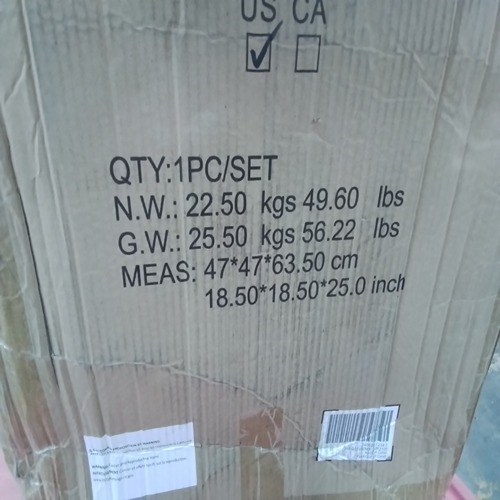 US CA
QTY:1PC/SET
N.W.: 22.50 kgs 49.60 lbs
G.W.: 25.50 kgs 56.22 lbs
MEAS: 47*47*63.50 cm
18.50*18.50*25.0 inch